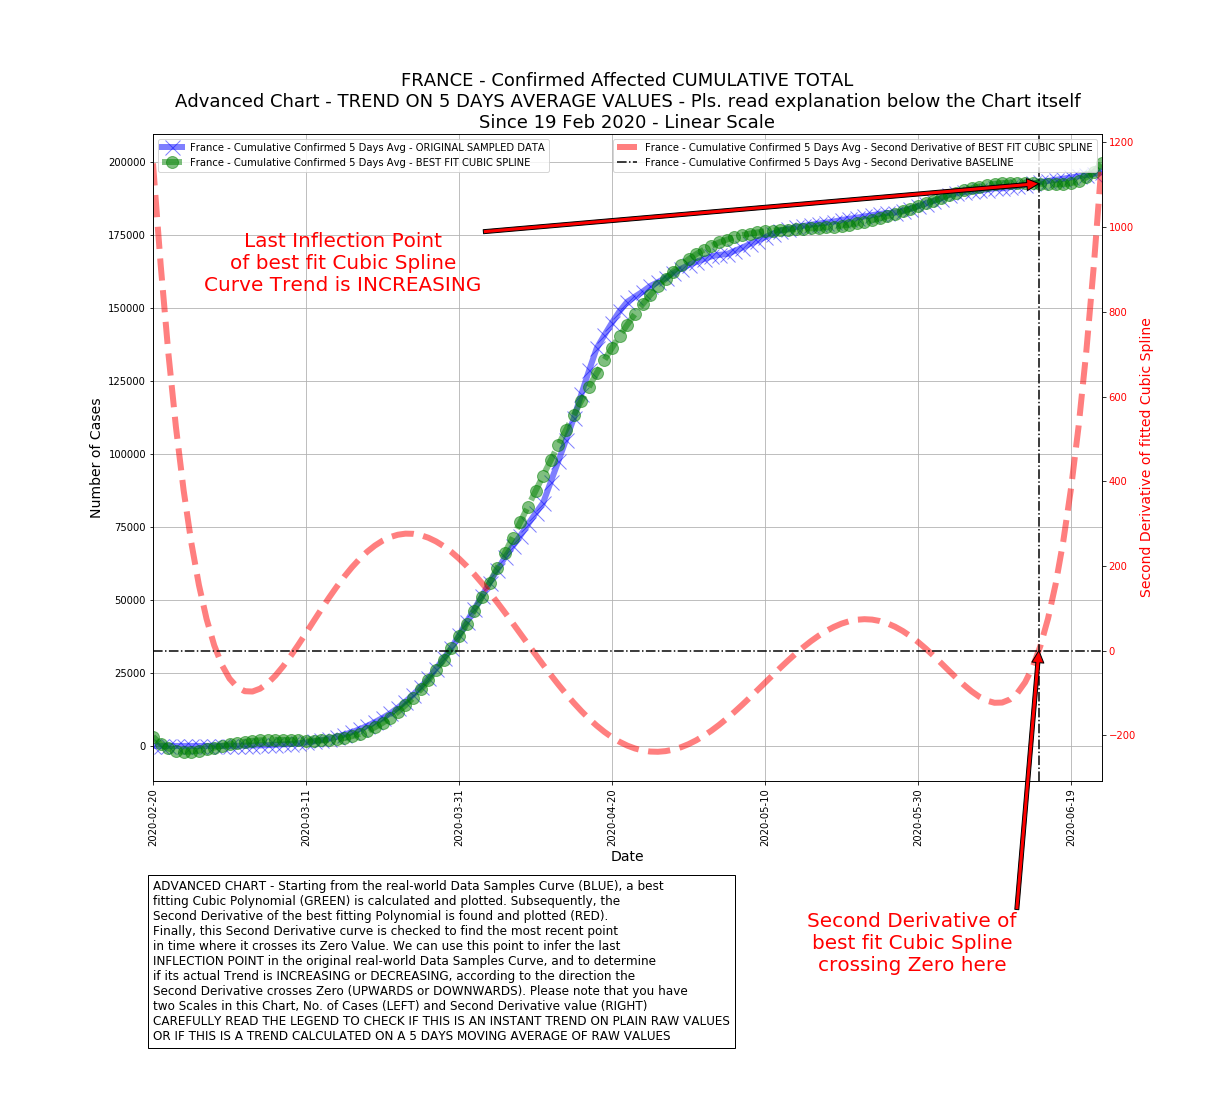 FRANCE - Confirmed Affected CUMULATIVE TOTAL
Advanced Chart - TREND ON 5 DAYS AVERAGE VALUES - Pls. read explanation below the Chart itself
Since 19 Feb 2020 - Linear Scale
France - Cumulative Confirmed 5 Days Avg - ORIGINAL SAMPLED DATA
France - Cumulative Confirmed 5 Days Avg - BEST FIT CUBIC SPLINE
France - Cumulative Confirmed 5 Days Avg - Second Derivative of BEST FIT CUBIC SPLINE
France - Cumulative Confirmed 5 Days Avg - Second Derivative BASELINE
Last Inflection Point
of best fit Cubic Spline
Curve Trend is INCREASING
Number of Cases
200000
175000
150000
125000
100000
75000
50000
25000
0
1200
1000
800
600
400
200
0
−200
Second Derivative of fitted Cubic Spline
2020-02-20
2020-03-11
2020-03-31
2020-04-20
2020-05-10
2020-05-30
2020-06-19
Date
ADVANCED CHART - Starting from the real-world Data Samples Curve (BLUE), a best
fitting Cubic Polynomial (GREEN) is calculated and plotted. Subsequently, the
Second Derivative of the best fitting Polynomial is found and plotted (RED).
Finally, this Second Derivative curve is checked to find the most recent point
in time where it crosses its Zero Value. We can use this point to infer the last
INFLECTION POINT in the original real-world Data Samples Curve, and to determine
if its actual Trend is INCREASING or DECREASING, according to the direction the
Second Derivative crosses Zero (UPWARDS or DOWNWARDS). Please note that you have
two Scales in this Chart, No. of Cases (LEFT) and Second Derivative value (RIGHT)
CAREFULLY READ THE LEGEND TO CHECK IF THIS IS AN INSTANT TREND ON PLAIN RAW VALUES
OR IF THIS IS A TREND CALCULATED ON A 5 DAYS MOVING AVERAGE OF RAW VALUES
Second Derivative of
best fit Cubic Spline
crossing Zero here